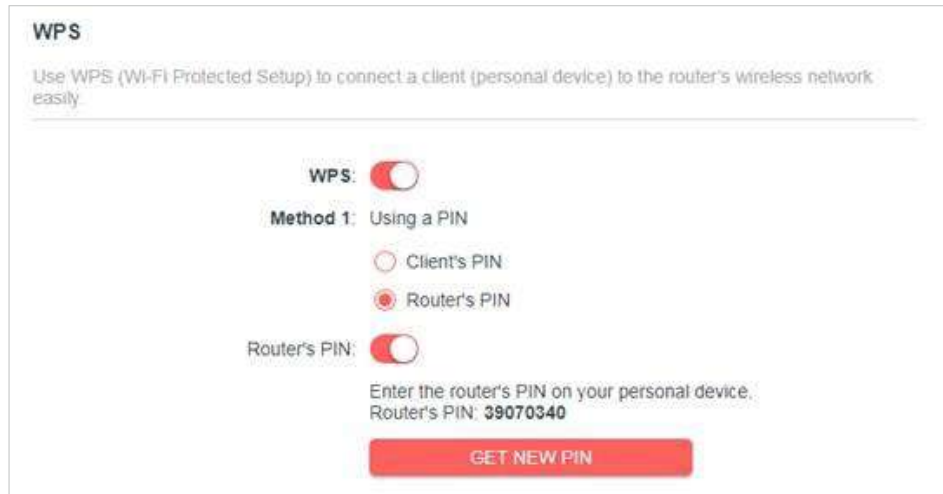 WPS
Use WPS (Wi-Fi Protected Setup) to connect a client (personal device) to the router's wireless network
easily.
WPS:
Method 1: Using a PIN
Client's PIN
Router's PIN
Router's PIN:
Enter the router's PIN on your personal device.
Router's PIN: 39070340
GET NEW PIN